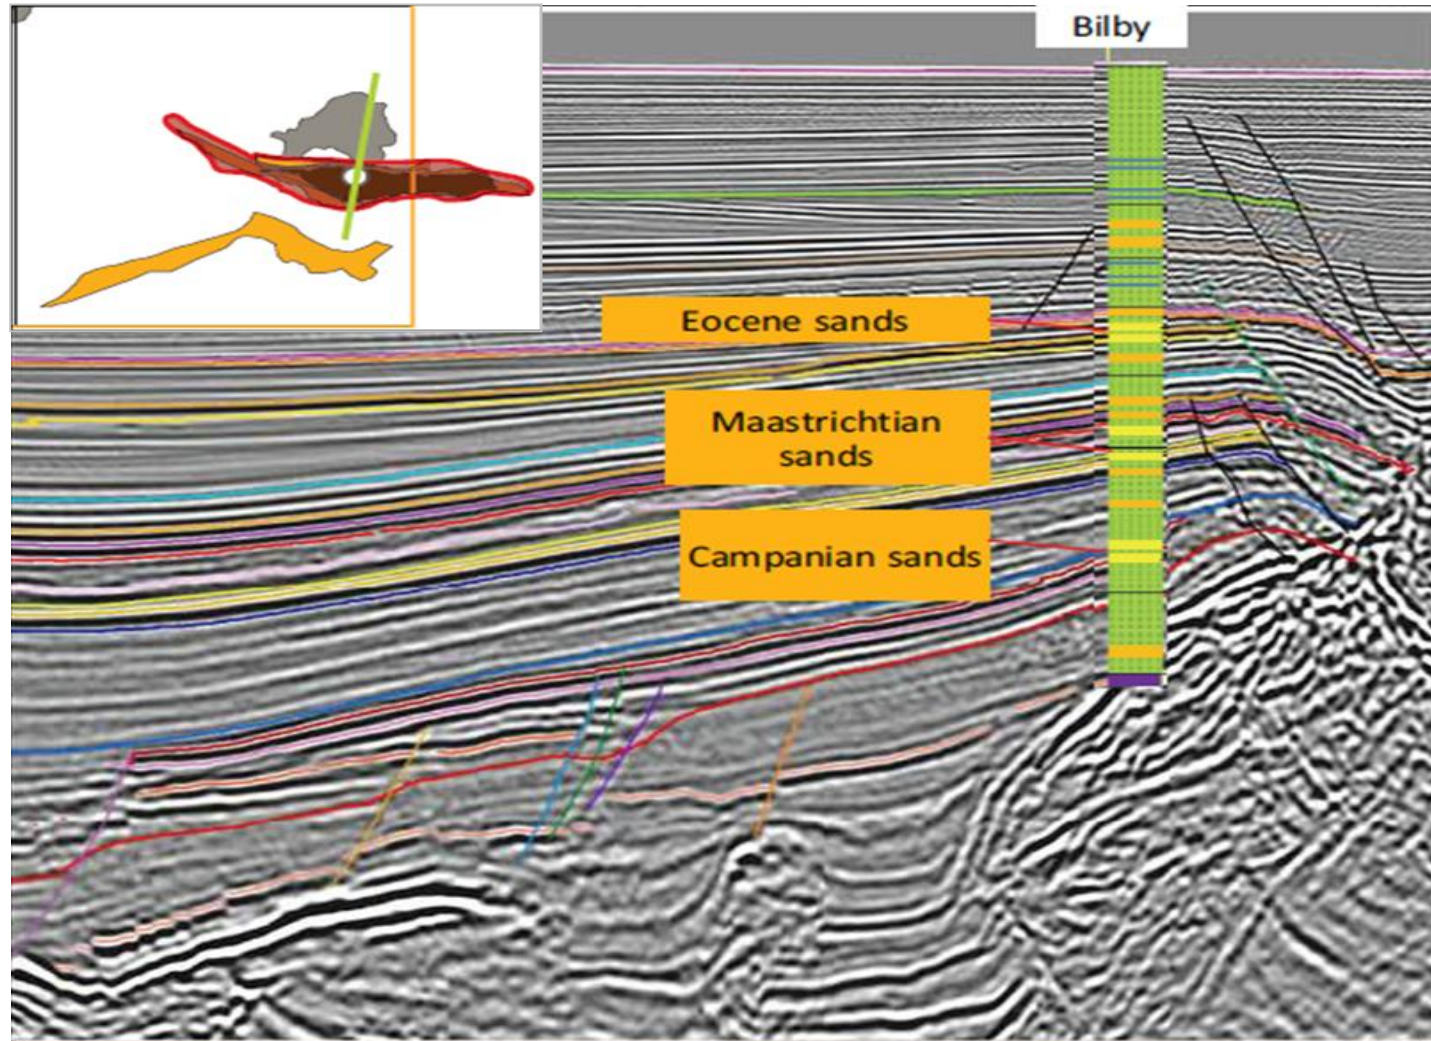 Bilby
Eocene sands
Maastrichtian
sands
Campanian sands